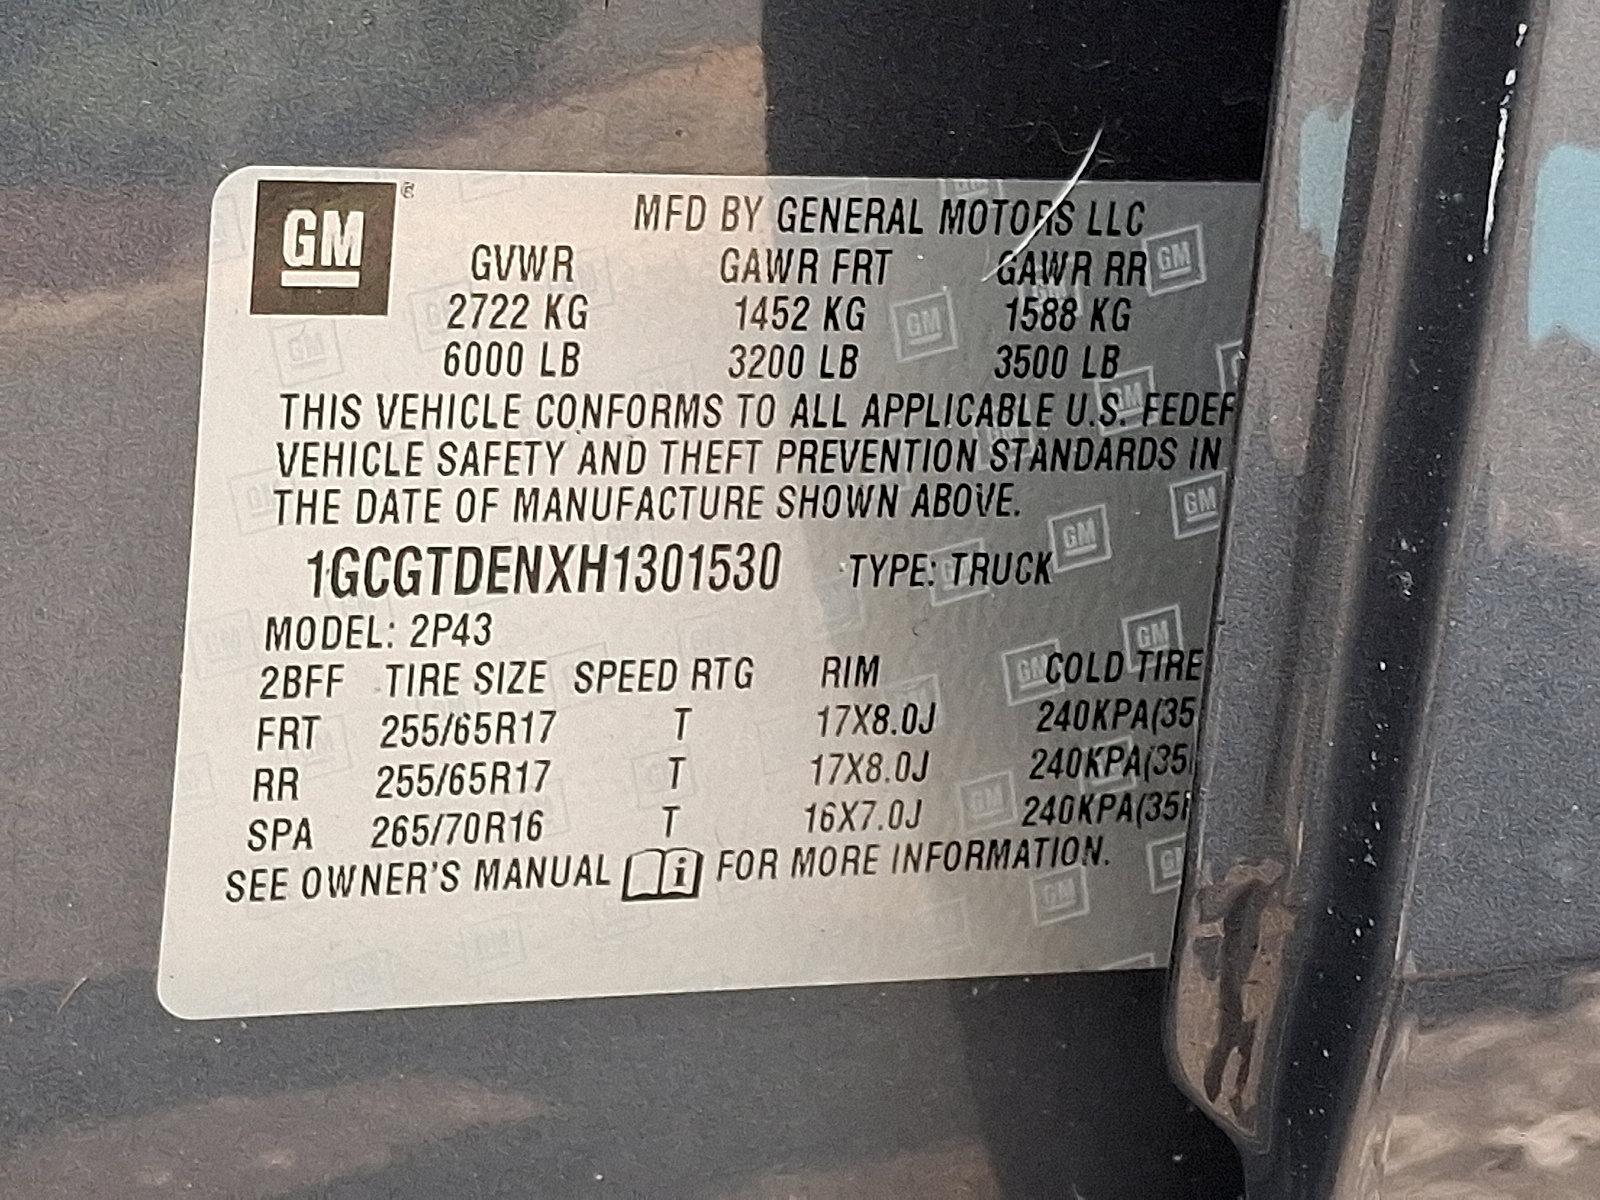 GM®
MFD BY GENERAL MOTORS LLC
GVWR GAWR FRT GAWR RR
2722 KG 1452 KG 1588 KG
6000 LB 3200 LB 3500 LB
THIS VEHICLE CONFORMS TO ALL APPLICABLE U.S. FEDER
VEHICLE SAFETY AND THEFT PREVENTION STANDARDS IN
THE DATE OF MANUFACTURE SHOWN ABOVE.
1GCGTDENXH1301530 TYPE: TRUCK
MODEL: 2P43
2BFF TIRE SIZE SPEED RTG RIM COLD TIRE
FRT 255/65R17 T 17X8.0J 240KPA(35
RR 255/65R17 T 17X8.0J 240KPA(35
SPA 265/70R16 T 16X7.0J 240KPA(35
SEE OWNER'S MANUAL i FOR MORE INFORMATION.